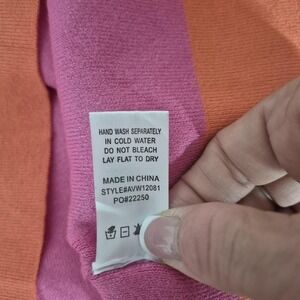 HAND WASH SEPARATELY
IN COLD WATER
DO NOT BLEACH
LAY FLAT TO DRY
MADE IN CHINA
STYLE#AVW12081
PO#22250